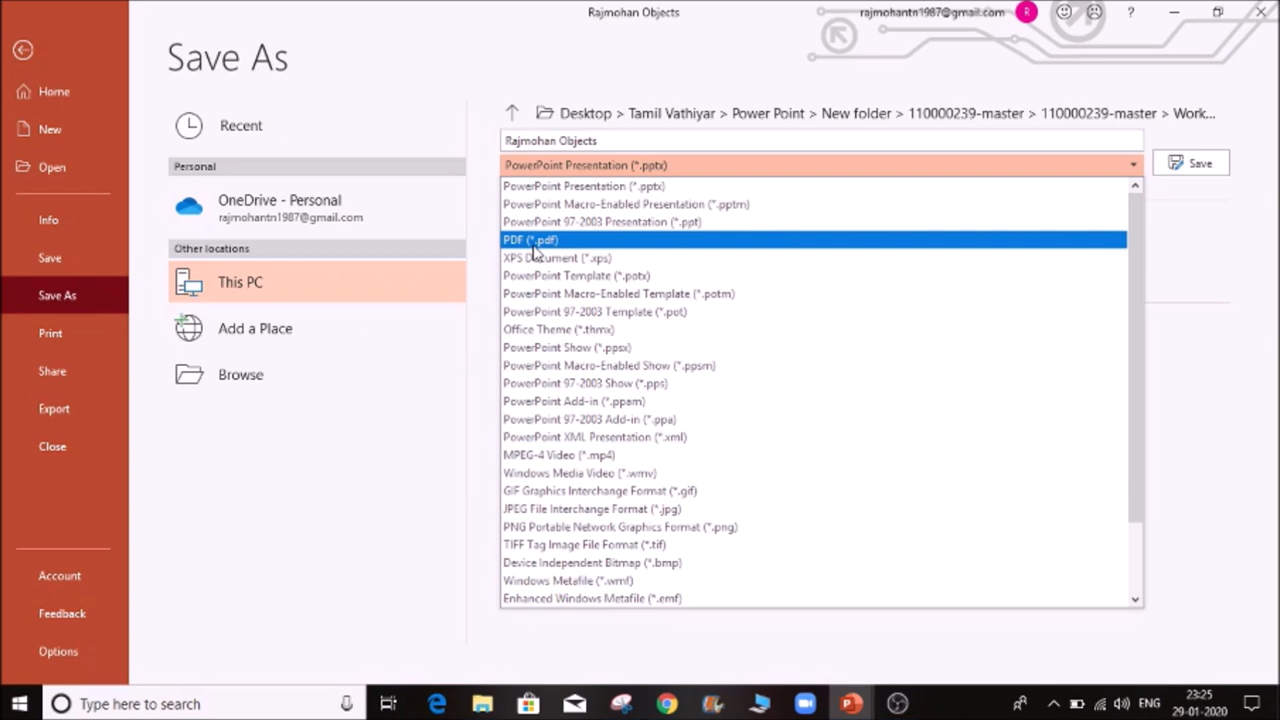 Rajmohan Objects
rajmohantn1987@gmail.com
R
?
Save As
Home
New
Open
Info
Save
Save As
Print
Share
Export
Close
Account
Feedback
Options
Recent
Personal
OneDrive - Personal
rajmohantn1987@gmail.com
Other locations
This PC
Add a Place
Browse
Desktop > Tamil Vathiyar > Power Point > New folder > 110000239-master > 110000239-master > Work...
Rajmohan Objects
PowerPoint Presentation (*.pptx)
Save
PowerPoint Presentation (*.pptx)
PowerPoint Macro-Enabled Presentation (*.pptm)
PowerPoint 97-2003 Presentation (*.ppt)
PDF (*.pdf)
XPS Document (*.xps)
PowerPoint Template (*.potx)
PowerPoint Macro-Enabled Template (*.potm)
PowerPoint 97-2003 Template (*.pot)
Office Theme (*.thmx)
PowerPoint Show (*.ppsx)
PowerPoint Macro-Enabled Show (*.ppsm)
PowerPoint 97-2003 Show (*.pps)
PowerPoint Add-in (*.ppam)
PowerPoint 97-2003 Add-in (*.ppa)
PowerPoint XML Presentation (*.xml)
MPEG-4 Video (*.mp4)
Windows Media Video (*.wmv)
GIF Graphics Interchange Format (*.gif)
JPEG File Interchange Format (*.jpg)
PNG Portable Network Graphics Format (*.png)
TIFF Tag Image File Format (*.tif)
Device Independent Bitmap (*.bmp)
Windows Metafile (*.wmf)
Enhanced Windows Metafile (*.emf)
Type here to search
ENG
23:25
29-01-2020